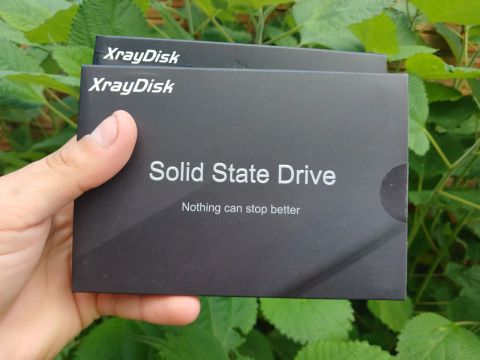 XrayDisk
XrayDisk
Solid State Drive
Nothing can stop better